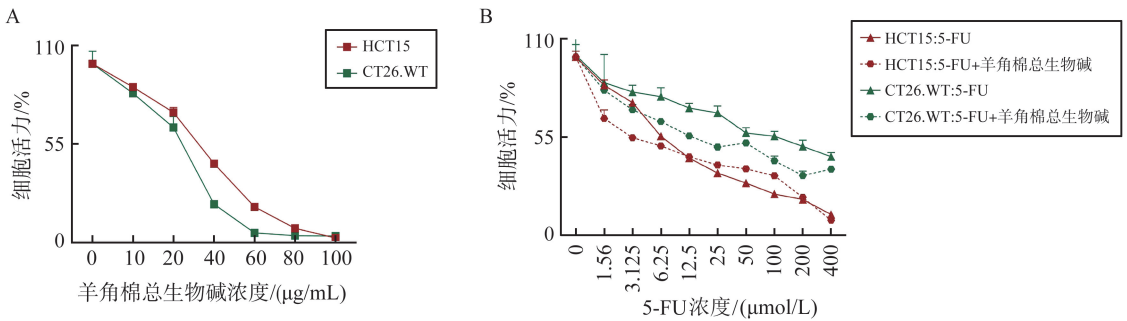 A
110
55
0
细胞活力/%
0 10 20 40 60 80 100
羊角棉总生物碱浓度/(μg/mL)
HCT15
CT26.WT
B
110
55
0
细胞活力/%
0 1.56 3.125 6.25 12.5 25 50 100 200 400
5-FU浓度/(μmol/L)
HCT15:5-FU
HCT15:5-FU+羊角棉总生物碱
CT26.WT:5-FU
CT26.WT:5-FU+羊角棉总生物碱